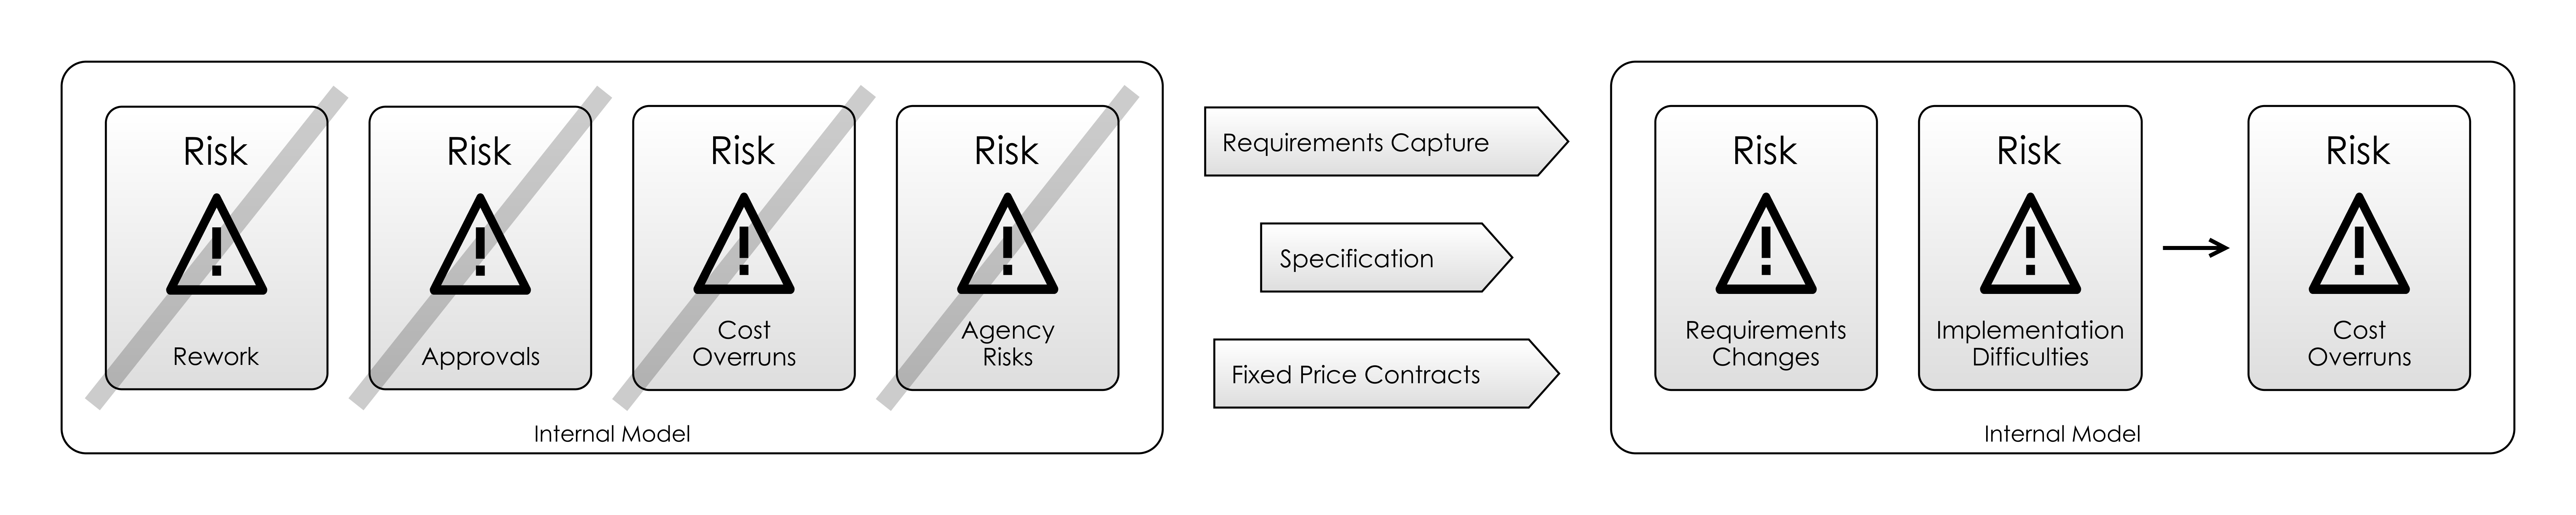 Risk
Rework
Risk
Approvals
Risk
Cost
Overruns
Risk
Agency
Risks
Internal Model
Requirements Capture
Specification
Fixed Price Contracts
Risk
Requirements
Changes
Risk
Implementation
Difficulties
Risk
Cost
Overruns
Internal Model